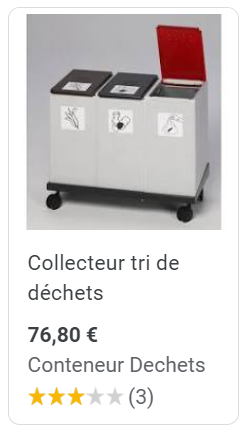 Collecteur tri de
déchets
76,80 €
Conteneur Dechets
(3)